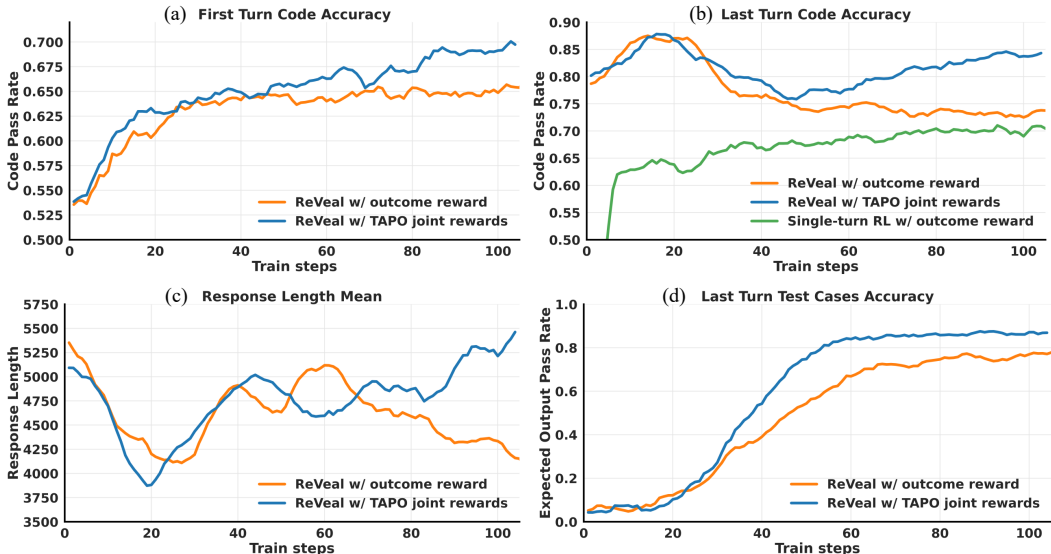 (a) First Turn Code Accuracy
Code Pass Rate
0.700
0.675
0.650
0.625
0.600
0.575
0.550
0.525
0.500
ReVeal w/ outcome reward
ReVeal w/ TAPO joint rewards
0 20 40 60 80 100
Train steps
(b) Last Turn Code Accuracy
Code Pass Rate
0.90
0.85
0.80
0.75
0.70
0.65
0.60
0.55
0.50
ReVeal w/ outcome reward
ReVeal w/ TAPO joint rewards
Single-turn RL w/ outcome reward
0 20 40 60 80 100
Train steps
(c) Response Length Mean
Response Length
5750
5500
5250
5000
4750
4500
4250
4000
3750
3500
ReVeal w/ outcome reward
ReVeal w/ TAPO joint rewards
0 20 40 60 80 100
Train steps
(d) Last Turn Test Cases Accuracy
Expected Output Pass Rate
1.0
0.8
0.6
0.4
0.2
0.0
ReVeal w/ outcome reward
ReVeal w/ TAPO joint rewards
0 20 40 60 80 100
Train steps